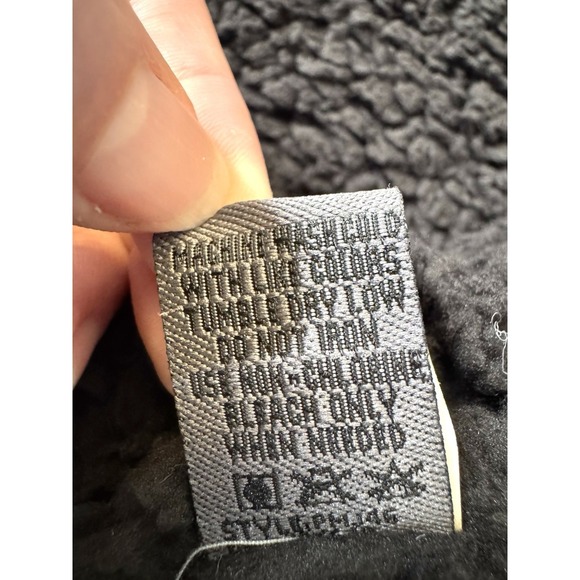 MACHINE WASH COLD
WITH LIKE COLORS
TUMBLE DRY LOW
DO NOT IRON
USE NON-CHLORINE
BLEACH ONLY
WHEN NEEDED